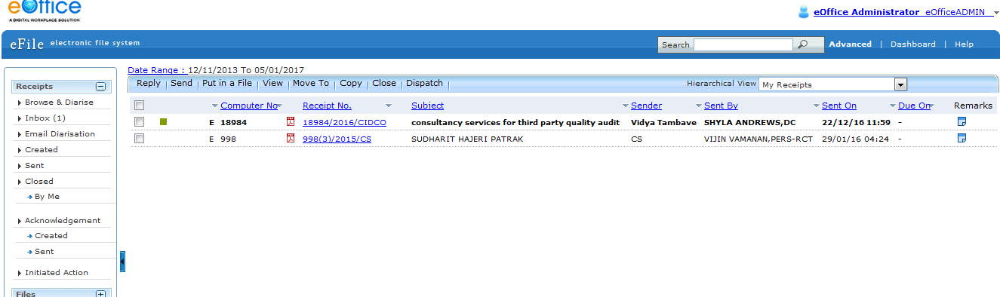 eOffice
A DIGITAL WORKPLACE SOLUTION
eOffice Administrator eOfficeADMIN
eFile electronic file system
Search
Advanced | Dashboard | Help
Date Range : 12/11/2013 To 05/01/2017
Reply Send Put in a File View Move To Copy Close Dispatch
Hierarchical View My Receipts
Computer No Receipt No. Subject Sender Sent By Sent On Due On Remarks
E 18984 18984/2016/CIDCO consultancy services for third party quality audit Vidya Tambave SHYLA ANDREWS,DC 22/12/16 11:59 -
E 998 998(3)/2015/CS SUDHARIT HAJERI PATRAK CS VIJIN VAMANAN,PERS-RCT 29/01/16 04:24 -
Receipts
Browse & Diarise
Inbox (1)
Email Diarisation
Created
Sent
Closed
By Me
Acknowledgement
Created
Sent
Initiated Action
Files